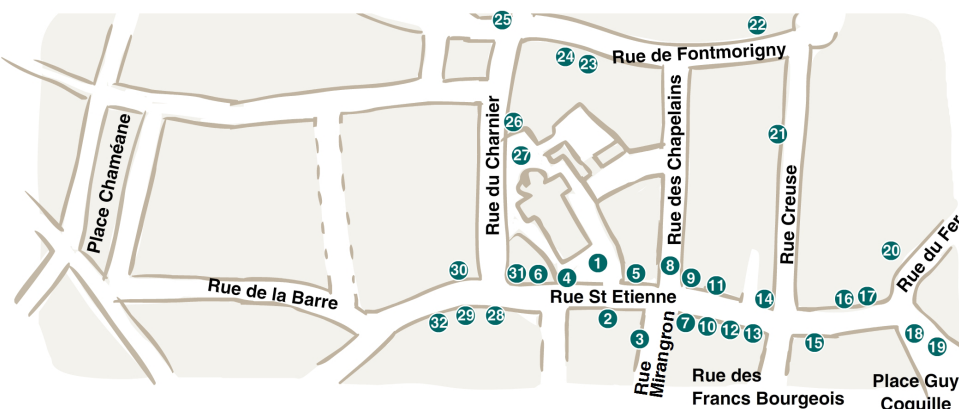 25
22
Rue de Fontmorigny
24
23
26
21
27
Place Chaméane
Rue du Charnier
Rue des Chapelains
Rue Creuse
20
Rue du Fer
30
31
6
4
1
5
8
9
11
14
16
17
Rue de la Barre
Rue St Etienne
32
29
28
2
3
7
10
12
13
15
18
19
Rue
Mirangron
Rue des
Francs Bourgeois
Place Guy
Coquille